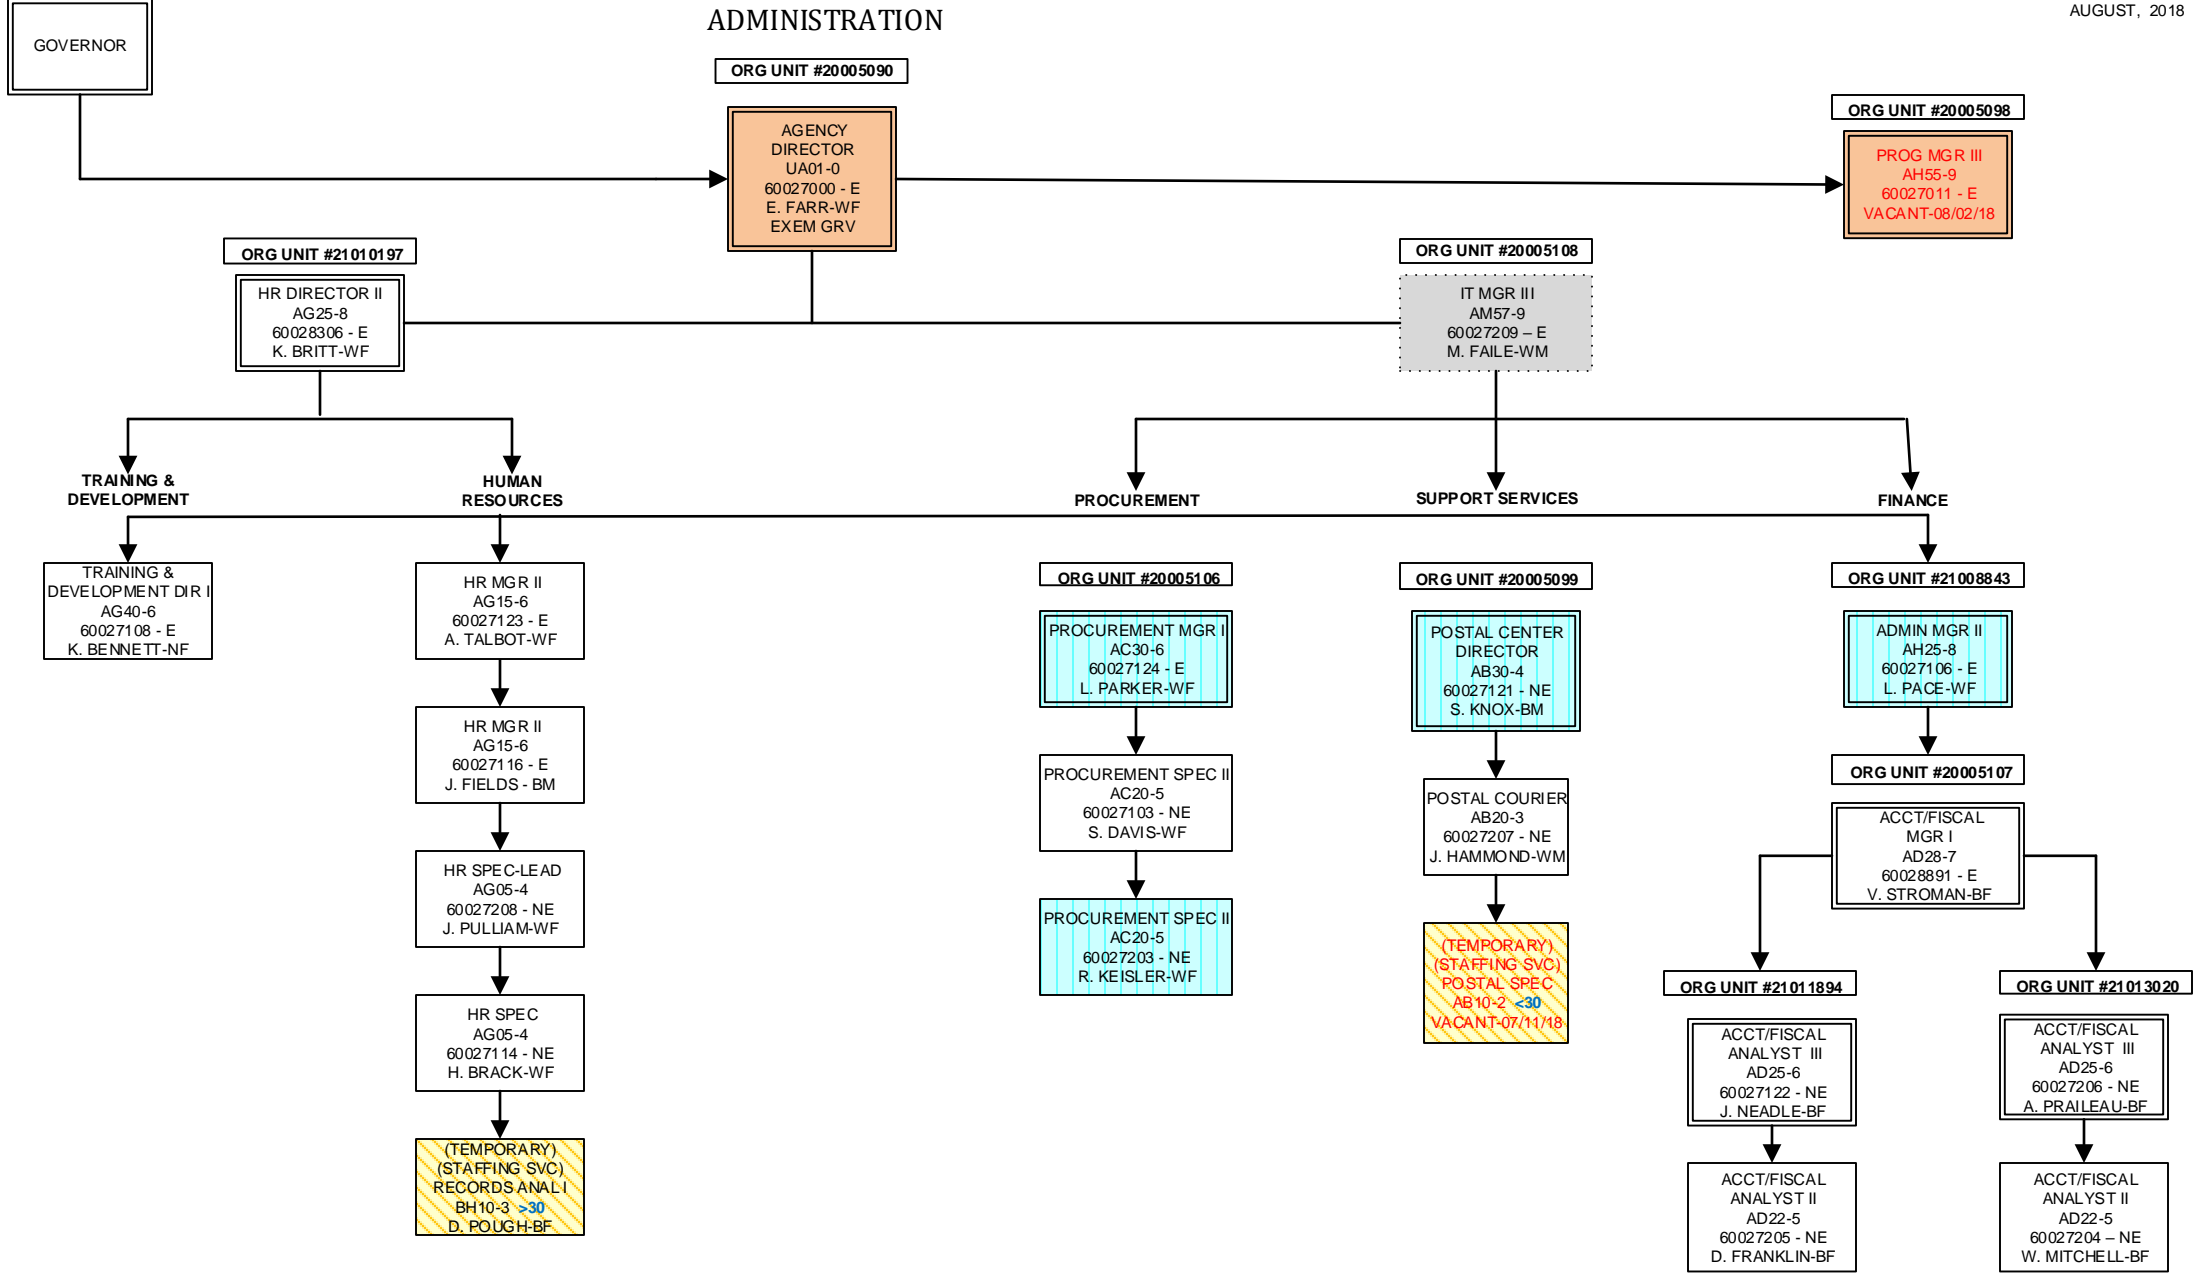 ADMINISTRATION
AUGUST, 2018
GOVERNOR
ORG UNIT #20005090
AGENCY
DIRECTOR
UA01-0
60027000 - E
E. FARR-WF
EXEM GRV
ORG UNIT #20005098
PROG MGR III
AH55-9
60027011 - E
VACANT-08/02/18
ORG UNIT #21010197
HR DIRECTOR II
AG25-8
60028306 - E
K. BRITT-WF
ORG UNIT #20005108
IT MGR III
AM57-9
60027209 – E
M. FAILE-WM
TRAINING &
DEVELOPMENT
HUMAN
RESOURCES
PROCUREMENT
SUPPORT SERVICES
FINANCE
TRAINING &
DEVELOPMENT DIR I
AG40-6
60027108 - E
K. BENNETT-NF
HR MGR II
AG15-6
60027123 - E
A. TALBOT-WF
HR MGR II
AG15-6
60027116 - E
J. FIELDS - BM
HR SPEC-LEAD
AG05-4
60027208 - NE
J. PULLIAM-WF
HR SPEC
AG05-4
60027114 - NE
H. BRACK-WF
(TEMPORARY)
(STAFFING SVC)
RECORDS ANAL I
BH10-3 >30
D. POUGH-BF
ORG UNIT #20005106
PROCUREMENT MGR I
AC30-6
60027124 - E
L. PARKER-WF
PROCUREMENT SPEC II
AC20-5
60027103 - NE
S. DAVIS-WF
PROCUREMENT SPEC II
AC20-5
60027203 - NE
R. KEISLER-WF
ORG UNIT #20005099
POSTAL CENTER
DIRECTOR
AB30-4
60027121 - NE
S. KNOX-BM
POSTAL COURIER
AB20-3
60027207 - NE
J. HAMMOND-WM
(TEMPORARY)
(STAFFING SVC)
POSTAL SPEC
AB10-2 <30
VACANT-07/11/18
ORG UNIT #21008843
ADMIN MGR II
AH25-8
60027106 - E
L. PACE-WF
ORG UNIT #20005107
ACCT/FISCAL
MGR I
AD28-7
60028891 - E
V. STROMAN-BF
ORG UNIT #21011894
ACCT/FISCAL
ANALYST III
AD25-6
60027122 - NE
J. NEADLE-BF
ACCT/FISCAL
ANALYST II
AD22-5
60027205 - NE
D. FRANKLIN-BF
ORG UNIT #21013020
ACCT/FISCAL
ANALYST III
AD25-6
60027206 - NE
A. PRAILEAU-BF
ACCT/FISCAL
ANALYST II
AD22-5
60027204 – NE
W. MITCHELL-BF